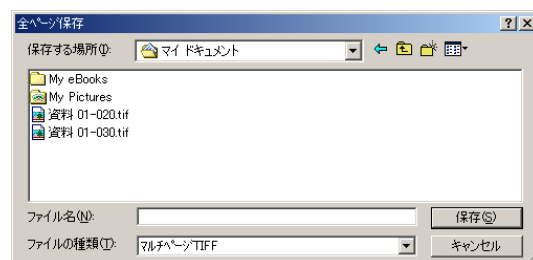 全ページ保存
保存する場所(I): マイ ドキュメント
My eBooks
My Pictures
資料 01-020.tif
資料 01-030.tif
ファイル名(N): 保存(S)
ファイルの種類(T): マルチページTIFF キャンセル